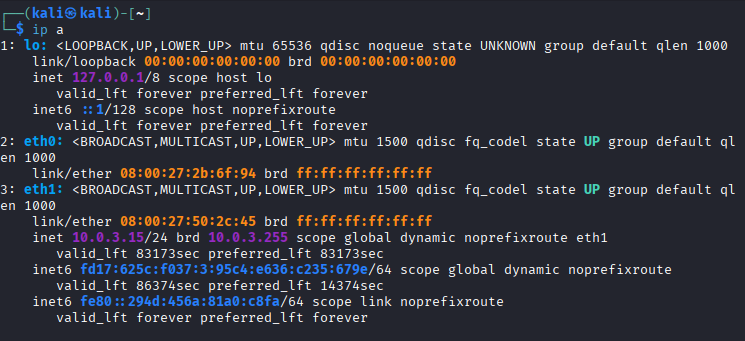 ┌──(kali㉿kali)-[~]
└─$ ip a
1: lo: <LOOPBACK,UP,LOWER_UP> mtu 65536 qdisc noqueue state UNKNOWN group default qlen 1000
    link/loopback 00:00:00:00:00:00 brd 00:00:00:00:00:00
    inet 127.0.0.1/8 scope host lo
       valid_lft forever preferred_lft forever
    inet6 ::1/128 scope host noprefixroute
       valid_lft forever preferred_lft forever
2: eth0: <BROADCAST,MULTICAST,UP,LOWER_UP> mtu 1500 qdisc fq_codel state UP group default ql
en 1000
    link/ether 08:00:27:2b:6f:94 brd ff:ff:ff:ff:ff:ff
3: eth1: <BROADCAST,MULTICAST,UP,LOWER_UP> mtu 1500 qdisc fq_codel state UP group default ql
en 1000
    link/ether 08:00:27:50:2c:45 brd ff:ff:ff:ff:ff:ff
    inet 10.0.3.15/24 brd 10.0.3.255 scope global dynamic noprefixroute eth1
       valid_lft 83173sec preferred_lft 83173sec
    inet6 fd17:625c:f037:3:95c4:e636:c235:679e/64 scope global dynamic noprefixroute
       valid_lft 86374sec preferred_lft 14374sec
    inet6 fe80::294d:456a:81a0:c8fa/64 scope link noprefixroute
       valid_lft forever preferred_lft forever